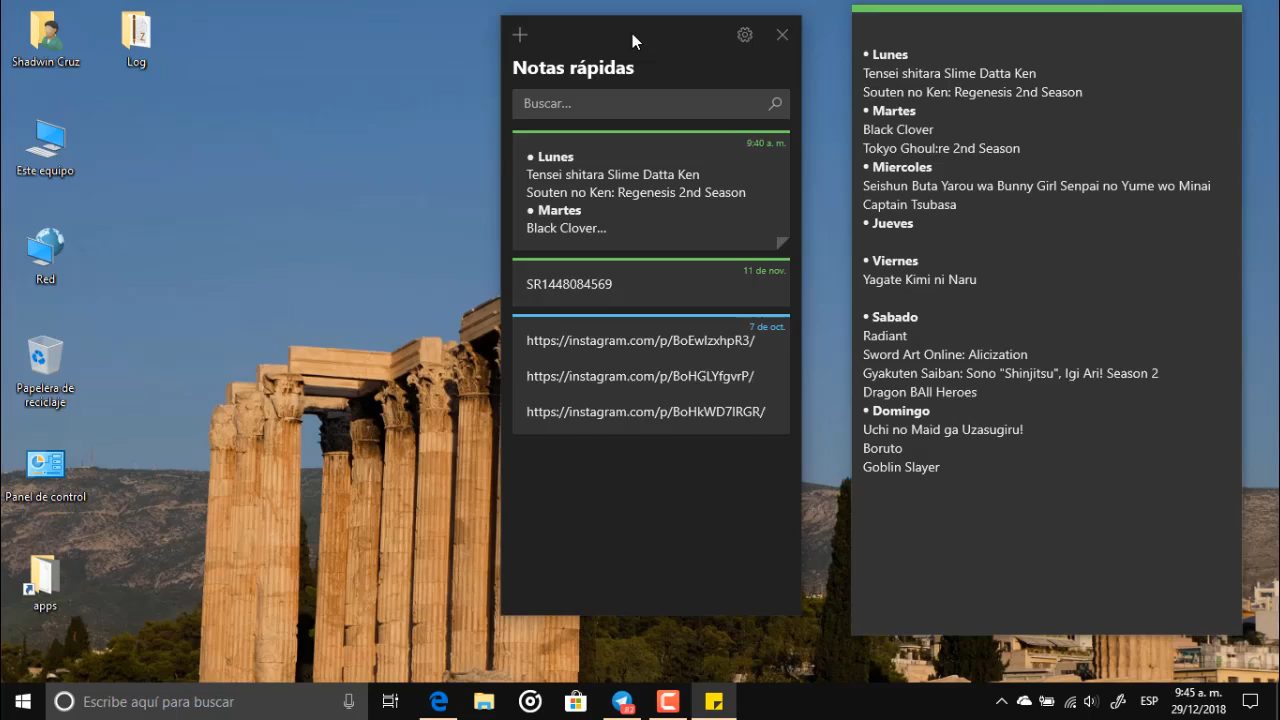 Shadwin Cruz
Log
Este equipo
Red
Papelera de
reciclaje
Panel de control
apps
Notas rápidas
Buscar...
9:40 a. m.
● Lunes
Tensei shitara Slime Datta Ken
Souten no Ken: Regenesis 2nd Season
● Martes
Black Clover...
11 de nov.
SR1448084569
7 de oct.
https://instagram.com/p/BoEwlzxhpR3/
https://instagram.com/p/BoHGLYfgvrP/
https://instagram.com/p/BoHkWD7lRGR/
• Lunes
Tensei shitara Slime Datta Ken
Souten no Ken: Regenesis 2nd Season
• Martes
Black Clover
Tokyo Ghoul:re 2nd Season
• Miercoles
Seishun Buta Yarou wa Bunny Girl Senpai no Yume wo Minai
Captain Tsubasa
• Jueves
• Viernes
Yagate Kimi ni Naru
• Sabado
Radiant
Sword Art Online: Alicization
Gyakuten Saiban: Sono "Shinjitsu", Igi Ari! Season 2
Dragon BAll Heroes
• Domingo
Uchi no Maid ga Uzasugiru!
Boruto
Goblin Slayer
Escribe aquí para buscar
ESP
9:45 a. m.
29/12/2018